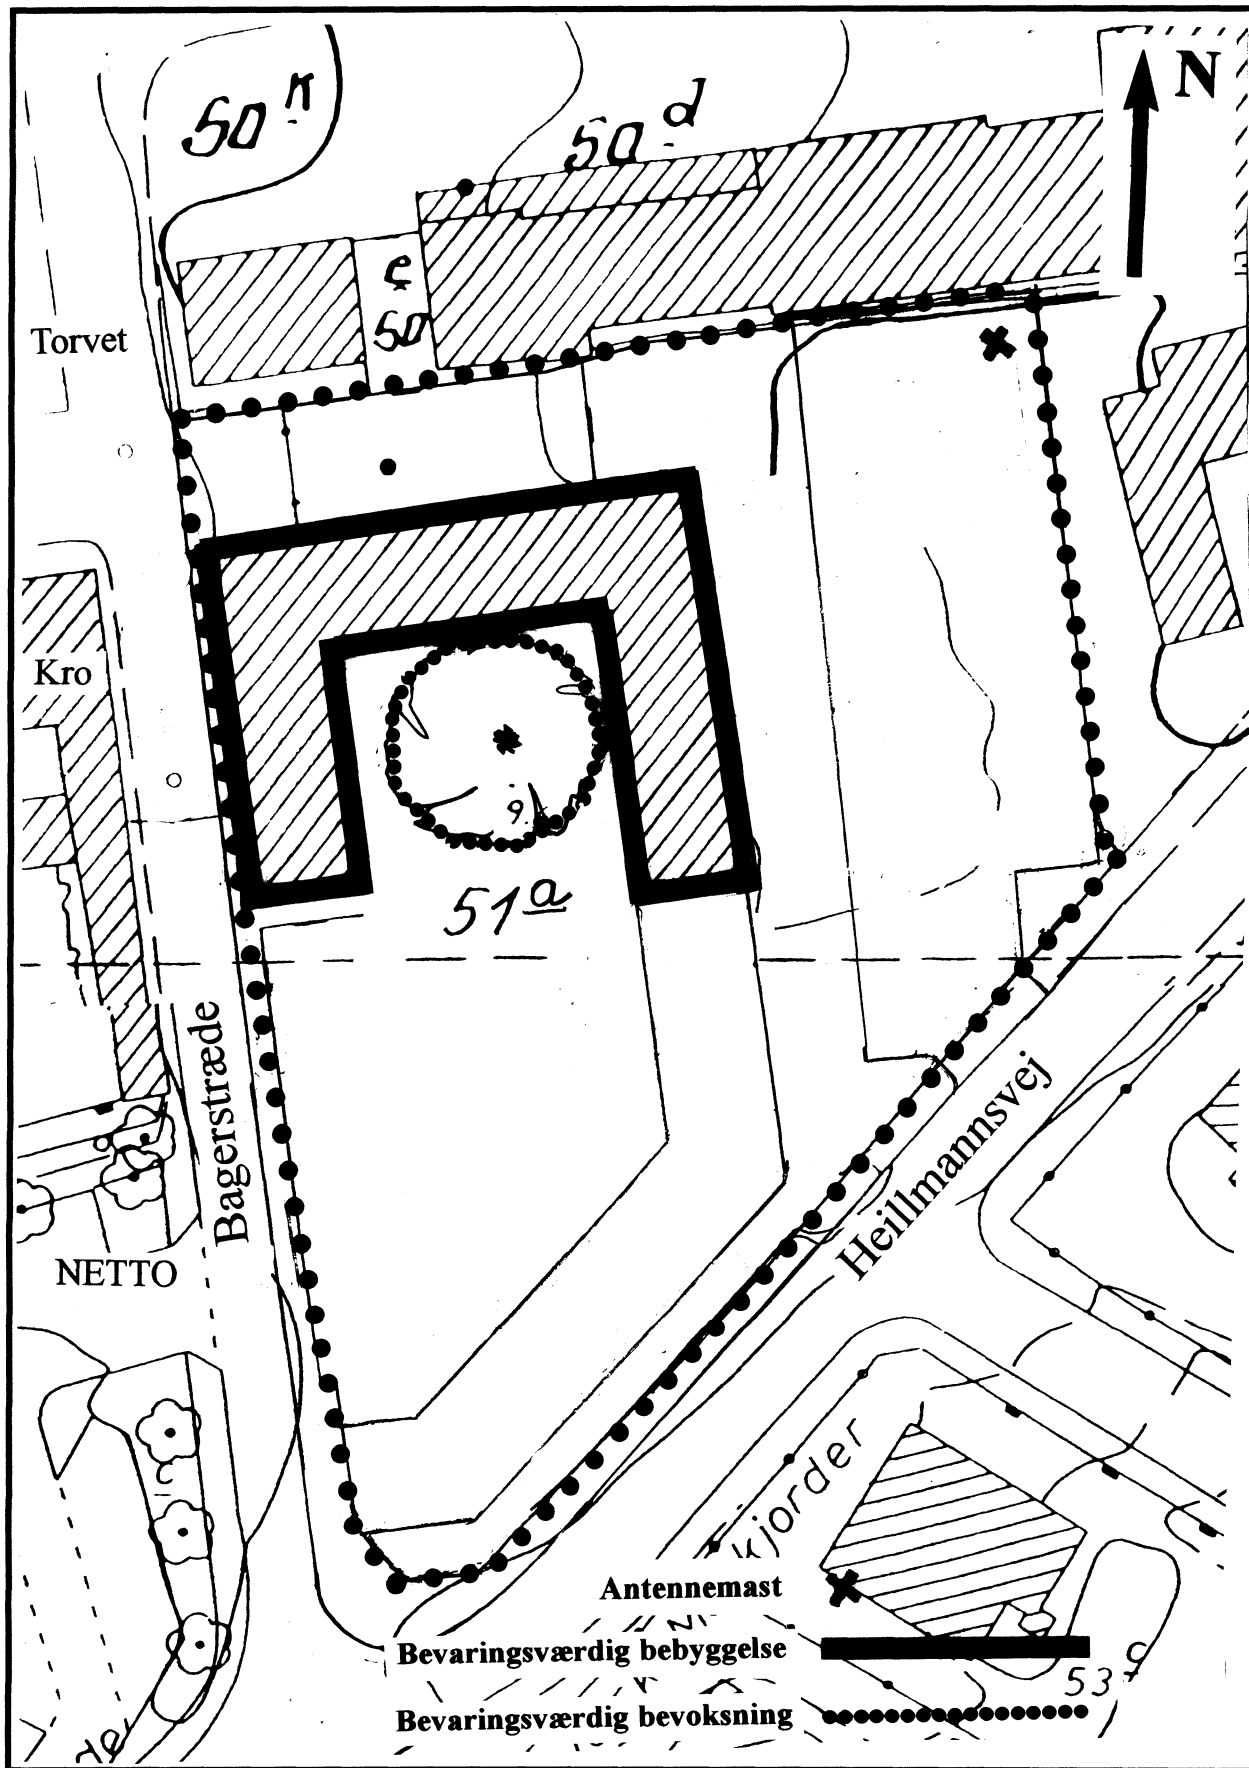 N
50 n
50 d
e
50
Torvet
Kro
9.
51 a
Bagerstræde
Heillmannsvej
NETTO
kjorder
Antennemast
Bevaringsværdig bebyggelse
53
Bevaringsværdig bevoksning